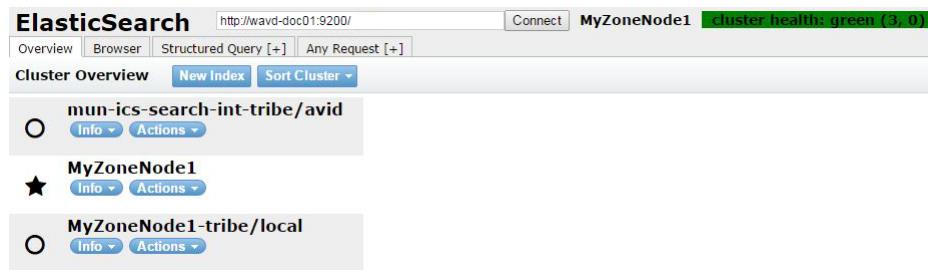 ElasticSearch http://wavd-doc01:9200/ Connect MyZoneNode1 cluster health: green (3, 0)
Overview Browser Structured Query [+] Any Request [+]
Cluster Overview New Index Sort Cluster
mun-ics-search-int-tribe/avid
Info Actions
MyZoneNode1
Info Actions
MyZoneNode1-tribe/local
Info Actions